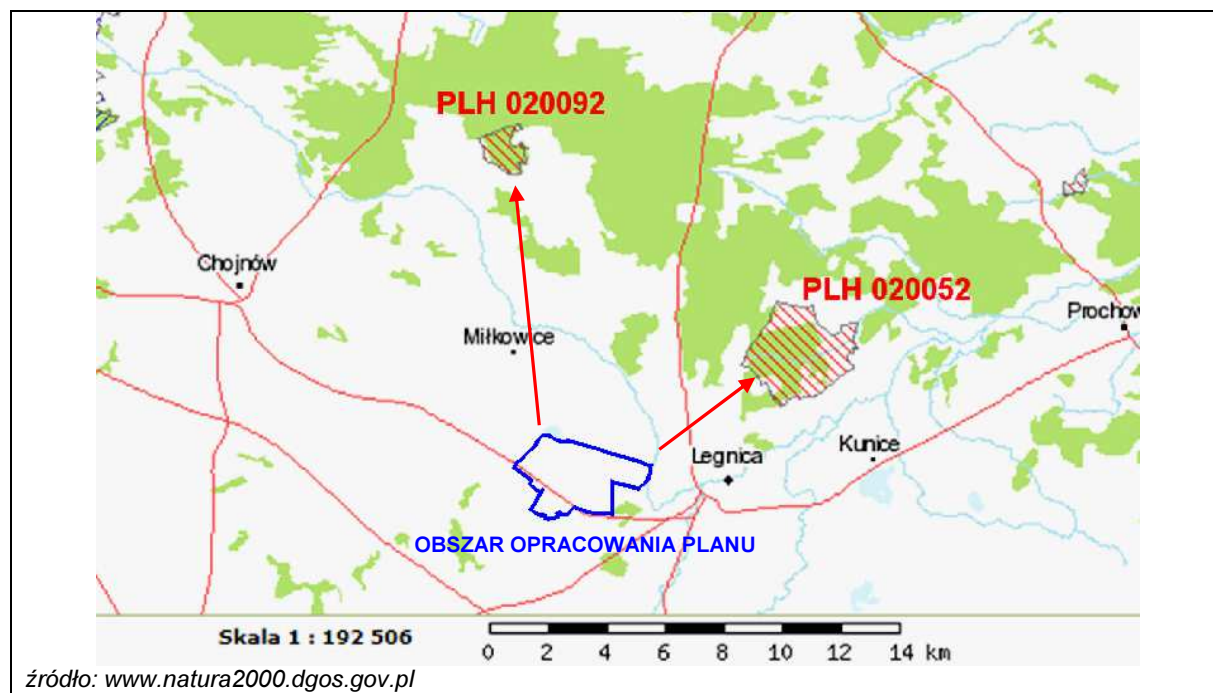 PLH 020092
Chojnów
PLH 020052
Prochow
Miłkowice
Kunice
Legnica
OBSZAR OPRACOWANIA PLANU
Skala 1 : 192 506
0 2 4 6 8 10 12 14 km
źródło: www.natura2000.dgos.gov.pl